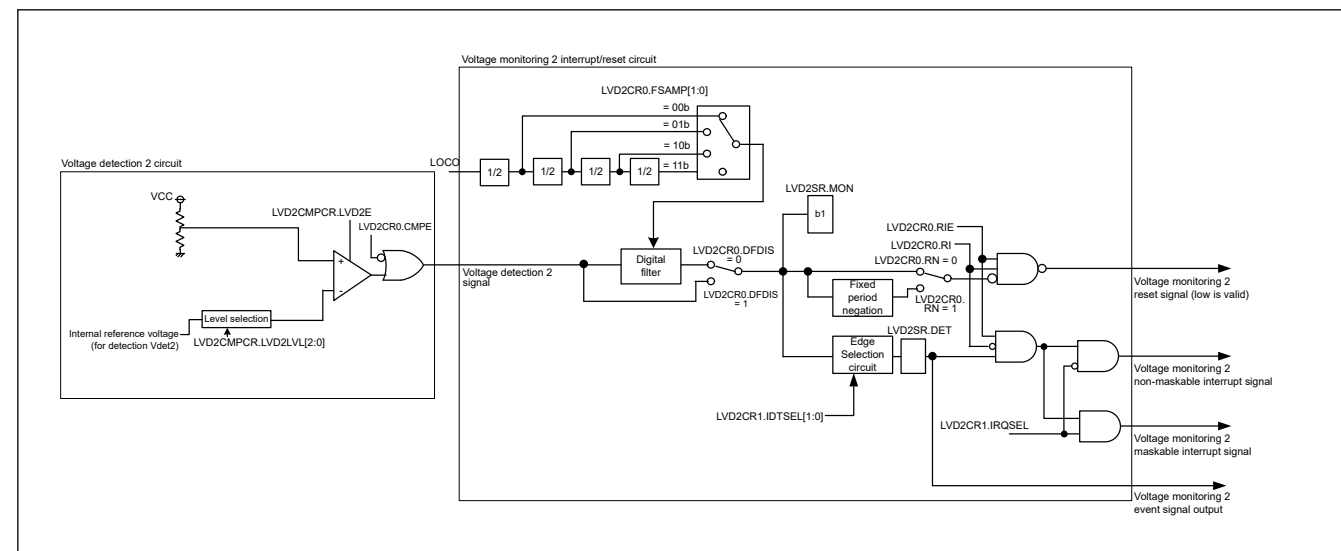 Voltage monitoring 2 interrupt/reset circuit
LVD2CR0.FSAMP[1:0]
= 00b
= 01b
= 10b
= 11b
LOCO
1/2
1/2
1/2
1/2
Voltage detection 2 circuit
VCC
LVD2CMPCR.LVD2E
LVD2CR0.CMPE
+
-
Level selection
Internal reference voltage
(for detection Vdet2)
LVD2CMPCR.LVD2LVL[2:0]
Voltage detection 2
signal
Digital
filter
LVD2CR0.DFDIS
= 0
LVD2CR0.DFDIS
= 1
LVD2SR.MON
b1
LVD2CR0.RIE
LVD2CR0.RI
LVD2CR0.RN = 0
Fixed
period
negation
LVD2CR0.
RN = 1
Voltage monitoring 2
reset signal (low is valid)
LVD2SR.DET
Edge
Selection
circuit
LVD2CR1.IDTSEL[1:0]
Voltage monitoring 2
non-maskable interrupt signal
LVD2CR1.IRQSEL
Voltage monitoring 2
maskable interrupt signal
Voltage monitoring 2
event signal output